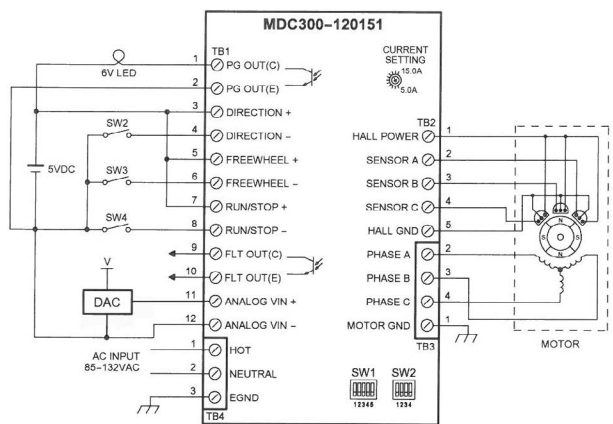 MDC300-120151
TB1
CURRENT
SETTING
15.0A
5.0A
6V LED
1 PG OUT(C)
2 PG OUT(E)
3 DIRECTION +
SW2 4 DIRECTION -
5 FREEWHEEL +
5VDC
SW3 6 FREEWHEEL -
7 RUN/STOP +
SW4 8 RUN/STOP -
9 FLT OUT(C)
10 FLT OUT(E)
V
DAC
11 ANALOG VIN +
12 ANALOG VIN -
AC INPUT
85-132VAC
1 HOT
2 NEUTRAL
3 EGND
TB4
TB2
HALL POWER 1
SENSOR A 2
SENSOR B 3
SENSOR C 4
HALL GND 5
PHASE A 2
PHASE B 3
PHASE C 4
MOTOR GND 1
TB3
N
S S
N
MOTOR
SW1 SW2
12345 1234